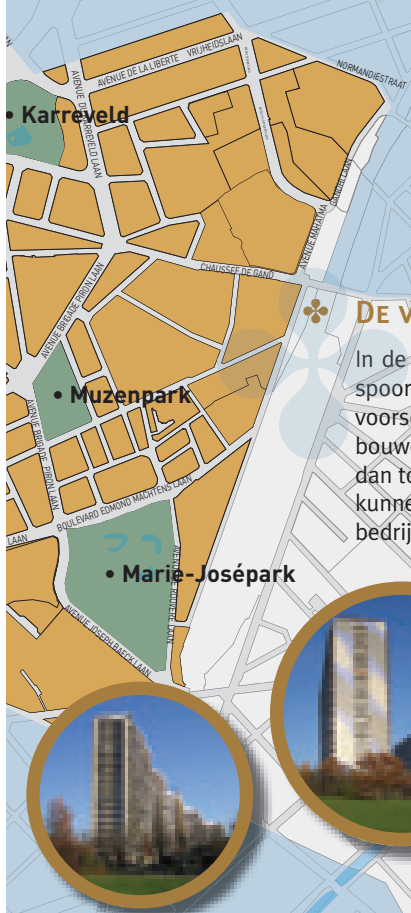 LAAN
AVENUE DE LA LIBERTE VRIJHEIDSLAAN
NORMANDIESTRAAT
AVENUE DU KARREVELD LAAN
• Karreveld
AVENUE MAHATMA GANDHI LAAN
CHAUSSEE DE GAND
AVENUE BRIGADE PIRON LAAN
DE V
In de
spoor
voors
bouw
dan te
kunne
bedrij
• Muzenpark
AVENUE BRIGADE PIRON LAAN
BOULEVARD EDMOND MACHTENS LAAN
LAAN
• Marie-Josépark
AVENUE JOSEPH BAECK LAAN